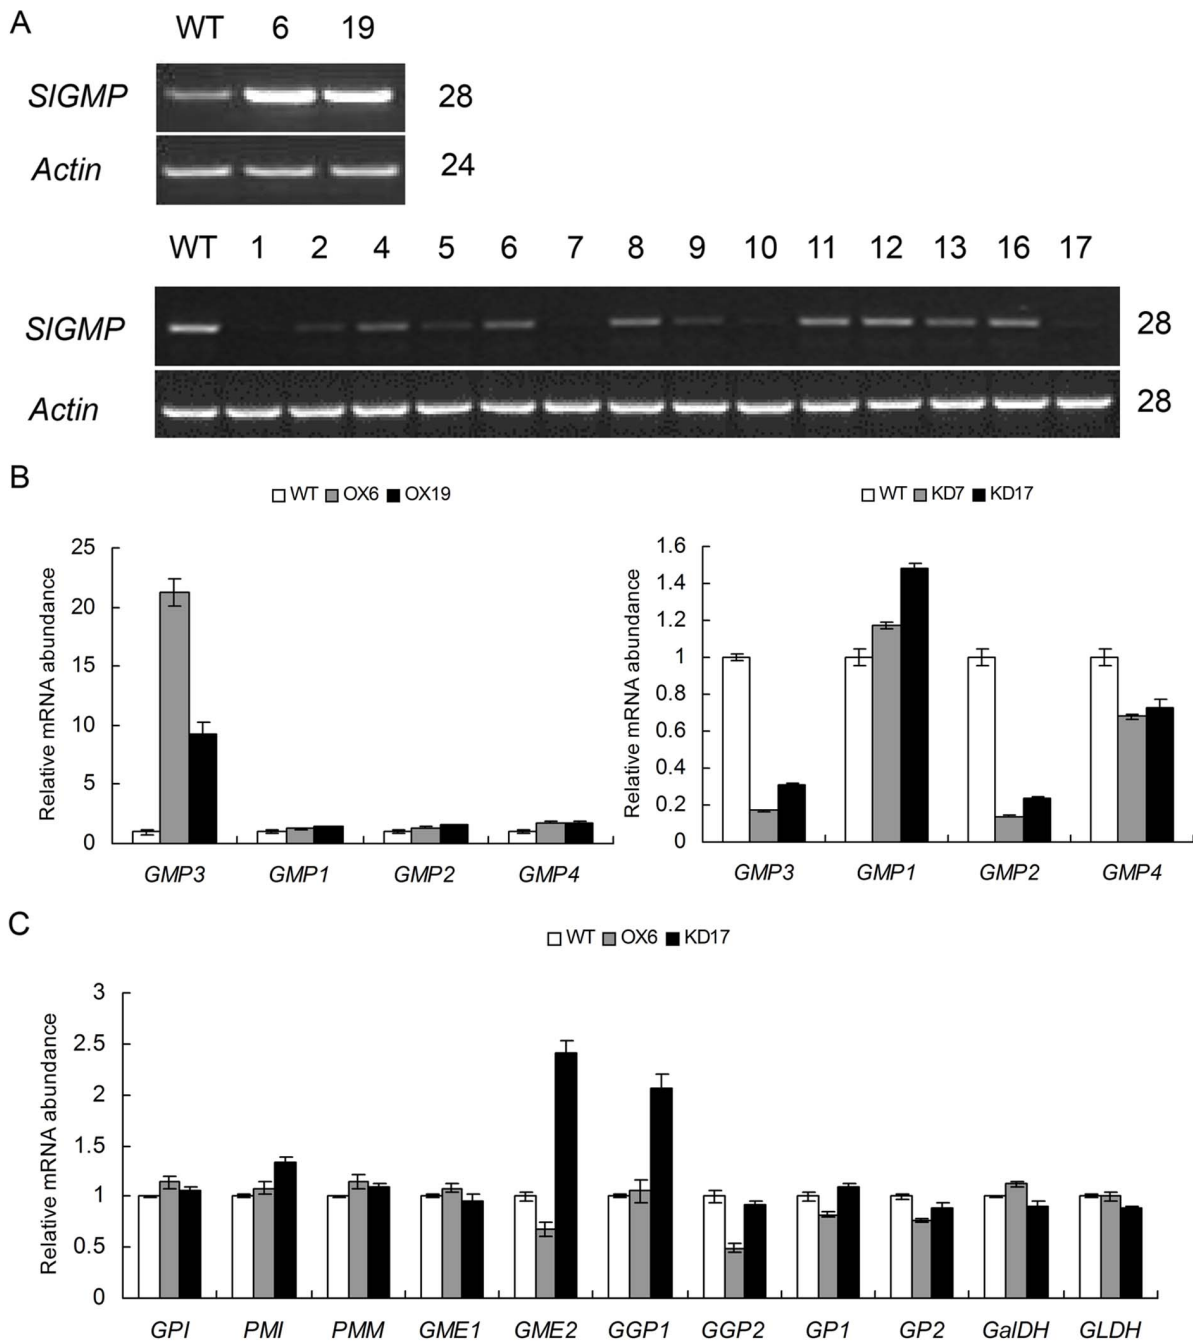 A
WT 6 19
SlGMP 28
Actin 24
WT 1 2 4 5 6 7 8 9 10 11 12 13 16 17
SlGMP 28
Actin 28
B
WT OX6 OX19
Relative mRNA abundance
25
20
15
10
5
0
GMP3 GMP1 GMP2 GMP4
WT KD7 KD17
Relative mRNA abundance
1.6
1.4
1.2
1
0.8
0.6
0.4
0.2
0
GMP3 GMP1 GMP2 GMP4
C
WT OX6 KD17
Relative mRNA abundance
3
2.5
2
1.5
1
0.5
0
GPI PMI PMM GME1 GME2 GGP1 GGP2 GP1 GP2 GalDH GLDH